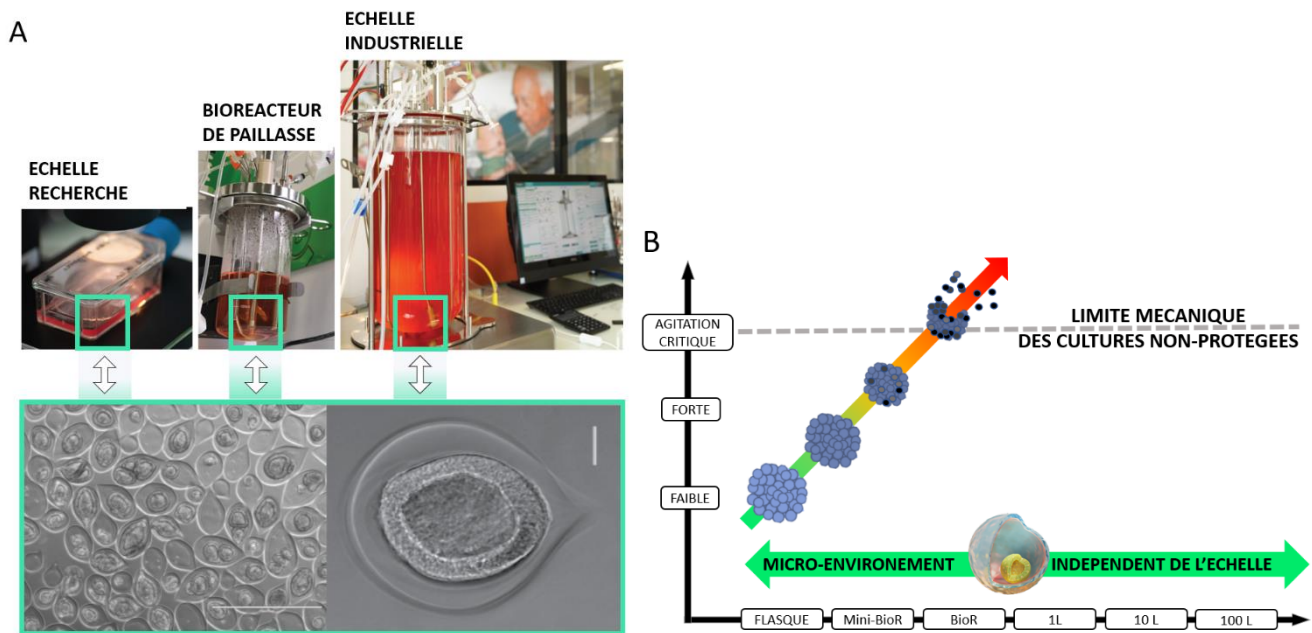 A
ECHELLE
RECHERCHE
BIOREACTEUR
DE PAILLASSE
ECHELLE
INDUSTRIELLE
B
AGITATION
CRITIQUE
FORTE
FAIBLE
LIMITE MECANIQUE
DES CULTURES NON-PROTEGEES
MICRO-ENVIRONEMENT
INDEPENDENT DE L'ECHELLE
FLASQUE
Mini-BioR
BioR
1L
10 L
100 L